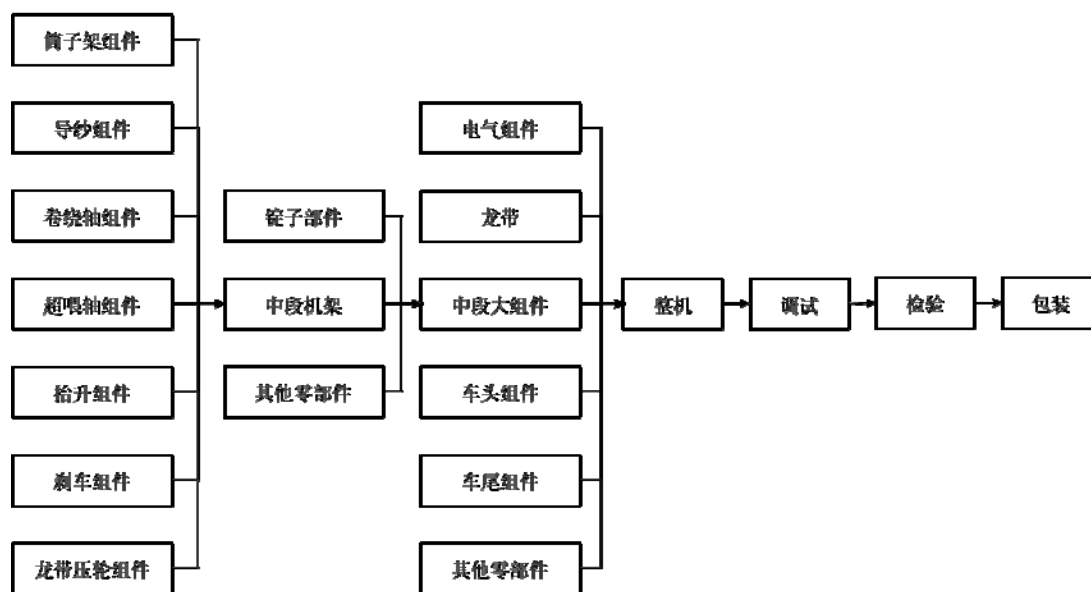 筒子架组件
导纱组件
卷绕轴组件
超喂轴组件
抬升组件
刹车组件
龙带压轮组件
锭子部件
中段机架
其他零部件
电气组件
龙带
中段大组件
车头组件
车尾组件
其他零部件
整机
调试
检验
包装